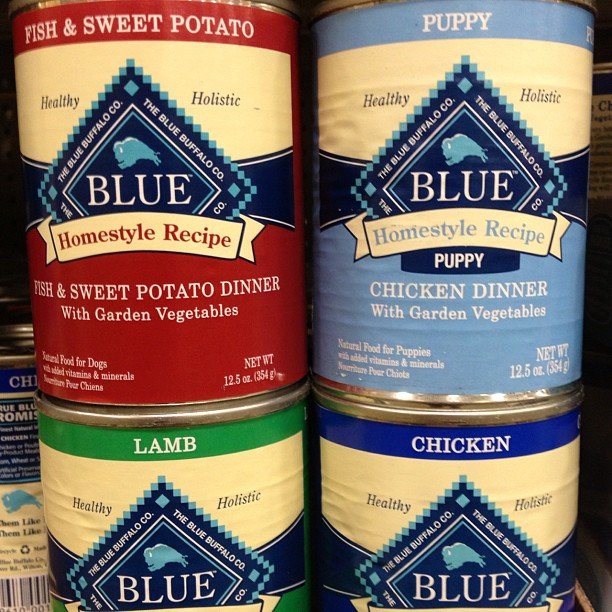 FISH & SWEET POTATO
Healthy
Holistic
THE BLUE BUFFALO CO.
THE BLUE BUFFALO CO.
BLUE™
Homestyle Recipe
FISH & SWEET POTATO DINNER
With Garden Vegetables
Natural Food for Dogs
with added vitamins & minerals
Nourriture Pour Chiens
NET WT
12.5 oz. (354 g)
PUPPY
Healthy
Holistic
THE BLUE BUFFALO CO.
THE BLUE BUFFALO CO.
BLUE™
Homestyle Recipe
PUPPY
CHICKEN DINNER
With Garden Vegetables
Natural Food for Puppies
with added vitamins & minerals
Nourriture Pour Chiots
NET WT
12.5 oz. (354 g)
LAMB
Healthy
Holistic
THE BLUE BUFFALO CO.
THE BLUE BUFFALO CO.
BLUE™
CHICKEN
Healthy
Holistic
THE BLUE BUFFALO CO.
THE BLUE BUFFALO CO.
BLUE™